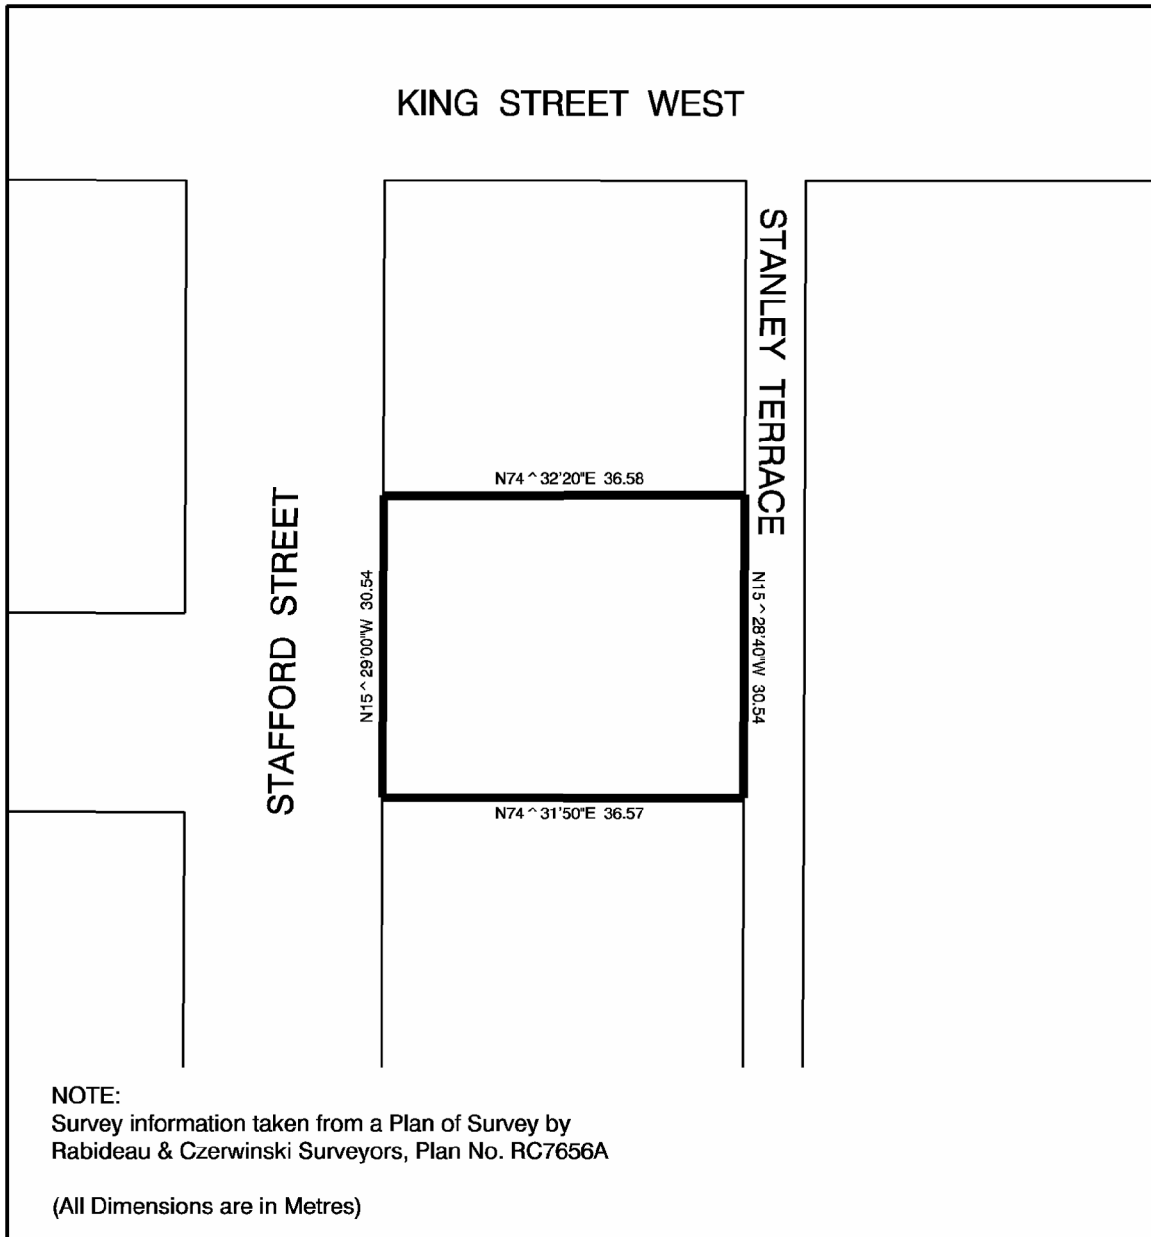 KING STREET WEST
STANLEY TERRACE
N74^32'20"E 36.58
STAFFORD STREET
N15^29'00"W 30.54
N15^28'40"W 30.54
N74^31'50"E 36.57
NOTE:
Survey information taken from a Plan of Survey by
Rabideau & Czerwinski Surveyors, Plan No. RC7656A
(All Dimensions are in Metres)